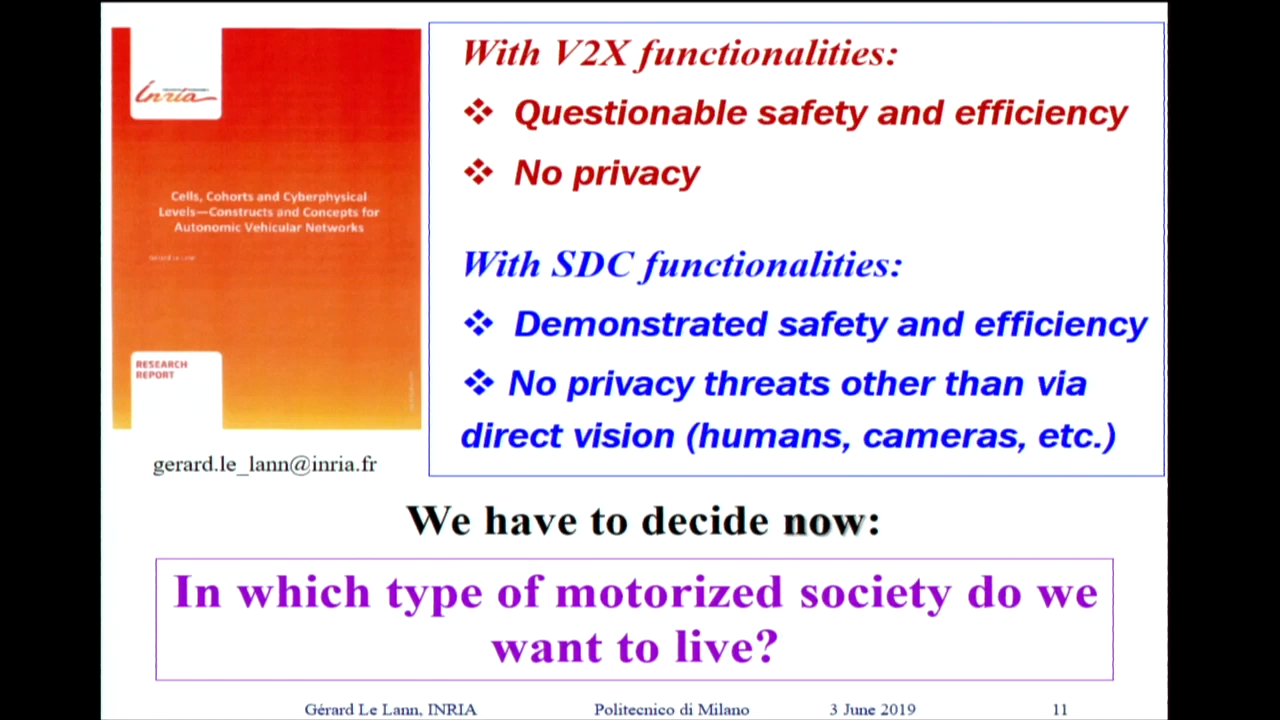 Inria
Cells, Cohorts and Cyberphysical
Levels—Constructs and Concepts for
Autonomic Vehicular Networks
Gérard Le Lann
RESEARCH
REPORT
gerard.le_lann@inria.fr
With V2X functionalities:
❖ Questionable safety and efficiency
❖ No privacy
With SDC functionalities:
❖ Demonstrated safety and efficiency
❖ No privacy threats other than via
direct vision (humans, cameras, etc.)
We have to decide now:
In which type of motorized society do we
want to live?
Gérard Le Lann, INRIA Politecnico di Milano 3 June 2019 11